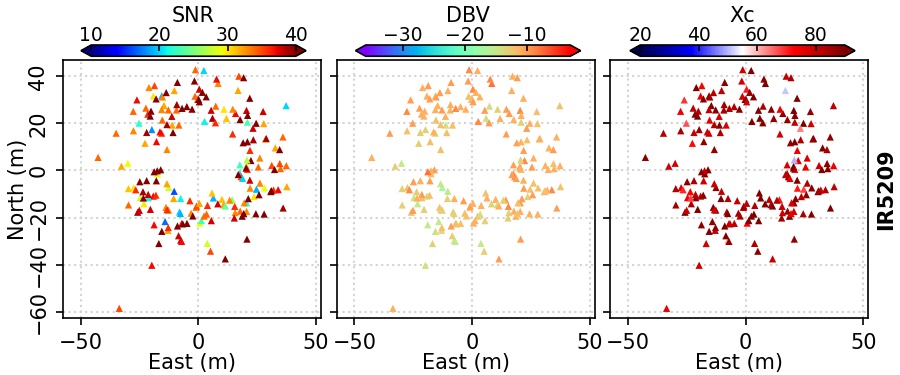 SNR DBV Xc
10 20 30 40 −30 −20 −10 20 40 60 80
40
20
0
−20
−40
−60
North (m)
−50 0 50 −50 0 50 −50 0 50
East (m) East (m) East (m)
IR5209